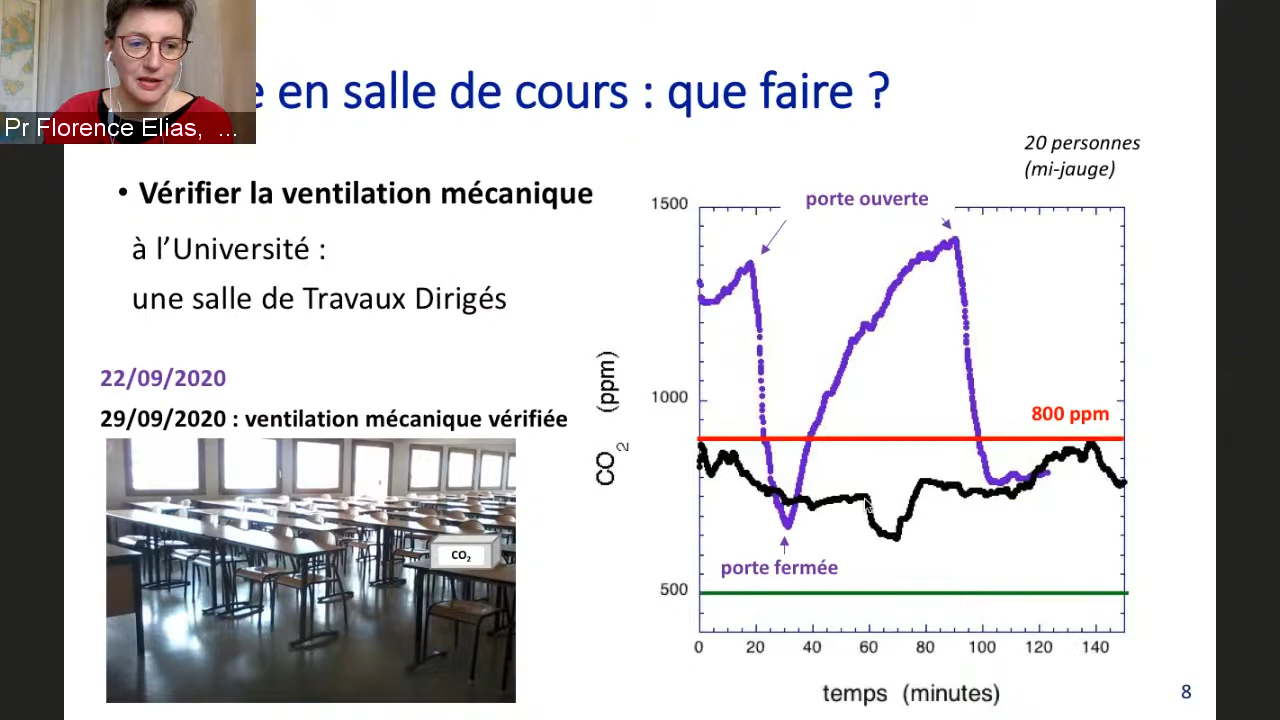 e en salle de cours : que faire ?
Pr Florence Elias, ...
20 personnes
(mi-jauge)
• Vérifier la ventilation mécanique
à l’Université :
une salle de Travaux Dirigés
22/09/2020
29/09/2020 : ventilation mécanique vérifiée
CO2
porte ouverte
1500
1000
500
CO2 (ppm)
800 ppm
porte fermée
0 20 40 60 80 100 120 140
temps (minutes)
8